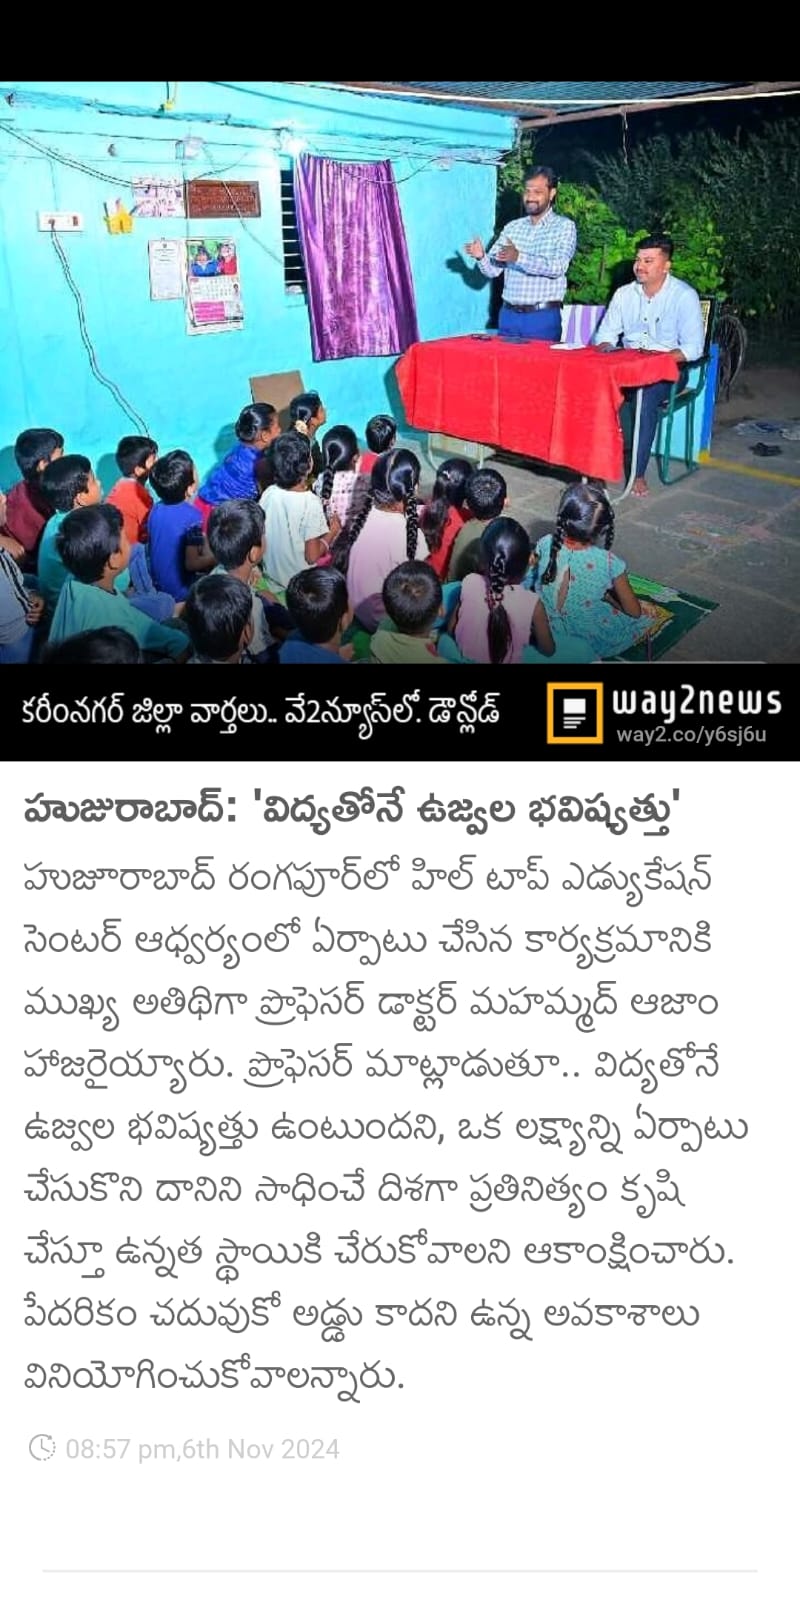 కరీంనగర్ జిల్లా వార్తలు.. వే2న్యూస్‌లో. డౌన్లోడ్
way2news
way2.co/y6sj6u
హుజురాబాద్: 'విద్యతోనే ఉజ్వల భవిష్యత్తు'
హుజూరాబాద్ రంగపూర్‌లో హిల్ టాప్ ఎడ్యుకేషన్
సెంటర్ ఆధ్వర్యంలో ఏర్పాటు చేసిన కార్యక్రమానికి
ముఖ్య అతిథిగా ప్రొఫెసర్ డాక్టర్ మహమ్మద్ ఆజాం
హాజరైయ్యారు. ప్రొఫెసర్ మాట్లాడుతూ.. విద్యతోనే
ఉజ్వల భవిష్యత్తు ఉంటుందని, ఒక లక్ష్యాన్ని ఏర్పాటు
చేసుకొని దానిని సాధించే దిశగా ప్రతినిత్యం కృషి
చేస్తూ ఉన్నత స్థాయికి చేరుకోవాలని ఆకాంక్షించారు.
పేదరికం చదువుకో అడ్డు కాదని ఉన్న అవకాశాలు
వినియోగించుకోవాలన్నారు.
08:57 pm,6th Nov 2024